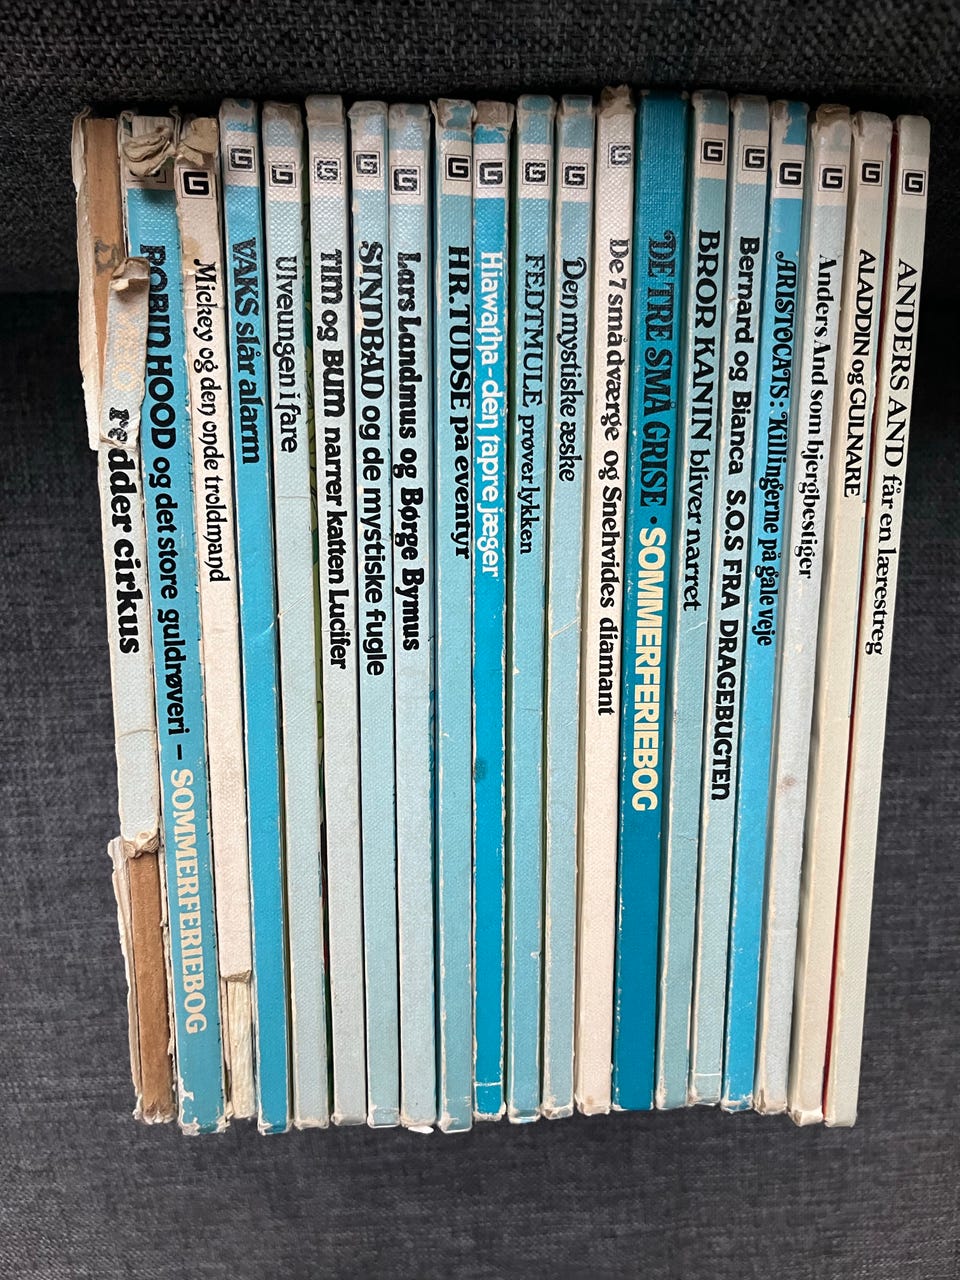 redder cirkus
ROBIN HOOD og det store guldrøveri - SOMMERFERIEBOG
Mickey og den onde troldmand
VAKS slår alarm
Ulveungen i fare
TIM og BUM narrer katten Lucifer
SINDBAD og de mystiske fugle
Lars Landmus og Børge Bymus
HR. TUDSE på eventyr
Hiawatha - den tapre jæger
FEDTMULE prøver lykken
Den mystiske æske
De 7 små dværge og Snehvides diamant
DE TRE SMÅ GRISE • SOMMERFERIEBOG
BROR KANIN bliver narret
Bernard og Bianca S.O.S FRA DRAGEBUGTEN
ARISTOCATS: Killingerne på gale veje
Anders And som bjergbestiger
ALADDIN og GULNARE
ANDERS AND får en lærestreg